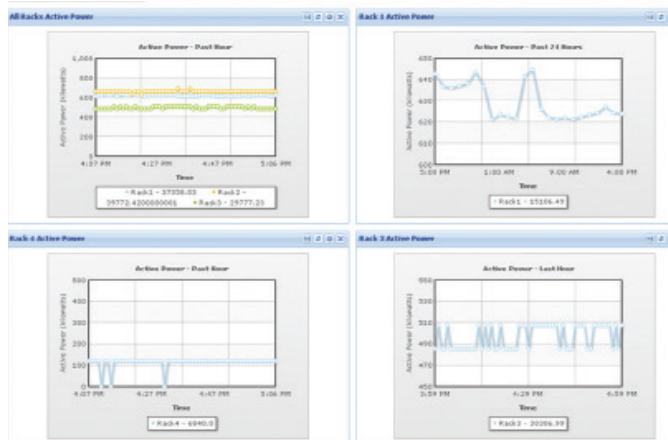 All Racks Active Power
Active Power - Past Hour
Active Power (Kilowatts)
1,000
800
600
400
200
0
4:07 PM 4:27 PM 4:47 PM 5:06 PM
Time
Rack1 - 37358.03 Rack2 -
39772.4200000001 Rack3 - 29777.23
Rack 1 Active Power
Active Power - Past 24 Hours
Active Power (Kilowatts)
650
640
630
620
610
600
5:00 PM 1:00 AM 9:00 AM 4:00 PM
Time
Rack1 - 15106.49
Rack 4 Active Power
Active Power - Past Hour
Active Power (Kilowatts)
500
400
300
200
100
0
4:07 PM 4:27 PM 4:47 PM 5:06 PM
Time
Rack4 - 6840.0
Rack 3 Active Power
Active Power - Last Hour
Active Power (Kilowatts)
550
530
510
490
470
450
3:59 PM 4:29 PM 4:59 PM
Time